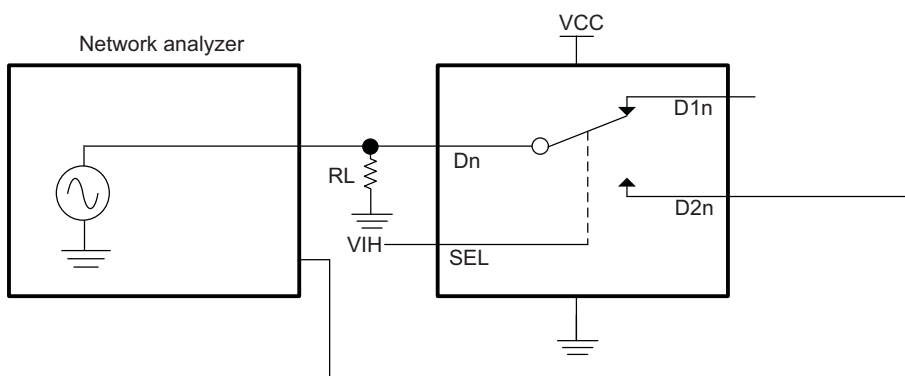 VCC
Network analyzer
D1n
Dn
RL
D2n
VIH
SEL